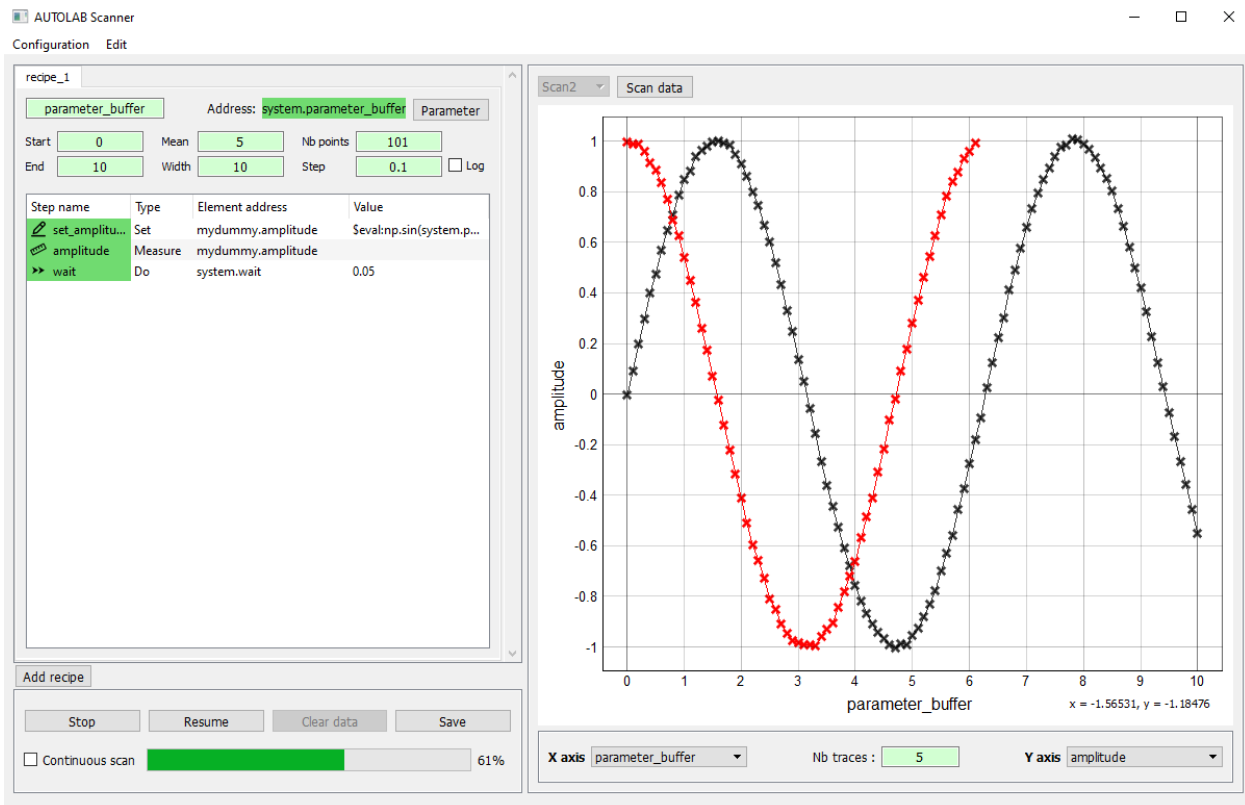 AUTOLAB Scanner
Configuration Edit
recipe_1
parameter_buffer Address: system.parameter_buffer Parameter
Start 0 Mean 5 Nb points 101
End 10 Width 10 Step 0.1 Log
Step name Type Element address Value
set_amplitu... Set mydummy.amplitude $eval:np.sin(system.p...
amplitude Measure mydummy.amplitude
wait Do system.wait 0.05
Add recipe
Stop Resume Clear data Save
Continuous scan 61%
Scan2 Scan data
1
0.8
0.6
0.4
0.2
0
-0.2
-0.4
-0.6
-0.8
-1
amplitude
0 1 2 3 4 5 6 7 8 9 10
parameter_buffer x = -1.56531, y = -1.18476
X axis parameter_buffer Nb traces : 5 Y axis amplitude